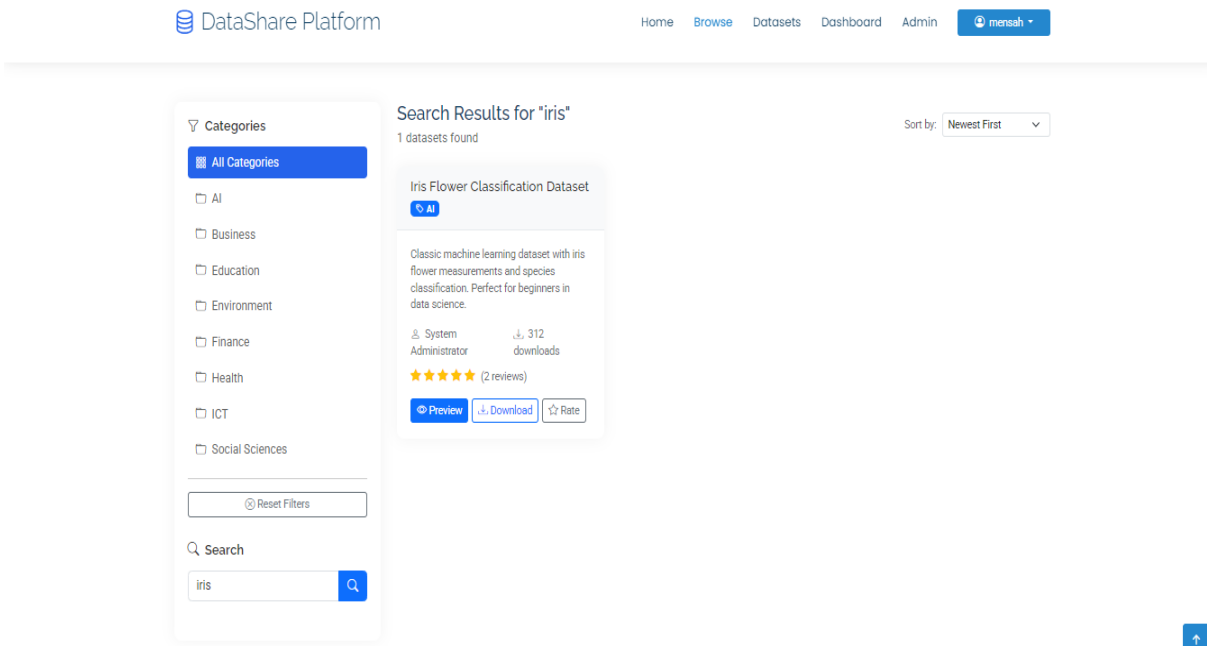 DataShare Platform
Home Browse Datasets Dashboard Admin mensah
Categories
All Categories
AI
Business
Education
Environment
Finance
Health
ICT
Social Sciences
Reset Filters
Search
iris
Search Results for "iris"
1 datasets found
Sort by: Newest First
Iris Flower Classification Dataset
AI
Classic machine learning dataset with iris
flower measurements and species
classification. Perfect for beginners in
data science.
System
Administrator
312
downloads
(2 reviews)
Preview Download Rate